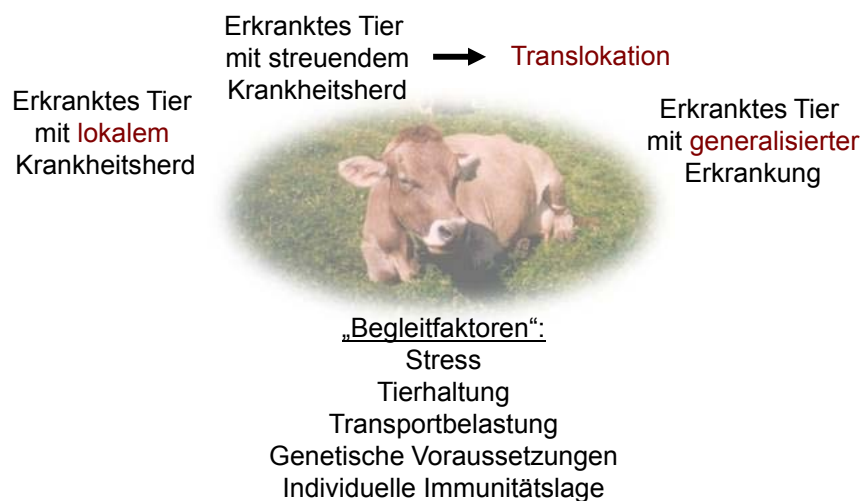 Erkranktes Tier
mit lokalem
Krankheitsherd
Erkranktes Tier
mit streuendem
Krankheitsherd
Translokation
Erkranktes Tier
mit generalisierter
Erkrankung
„Begleitfaktoren“:
Stress
Tierhaltung
Transportbelastung
Genetische Voraussetzungen
Individuelle Immunitätslage